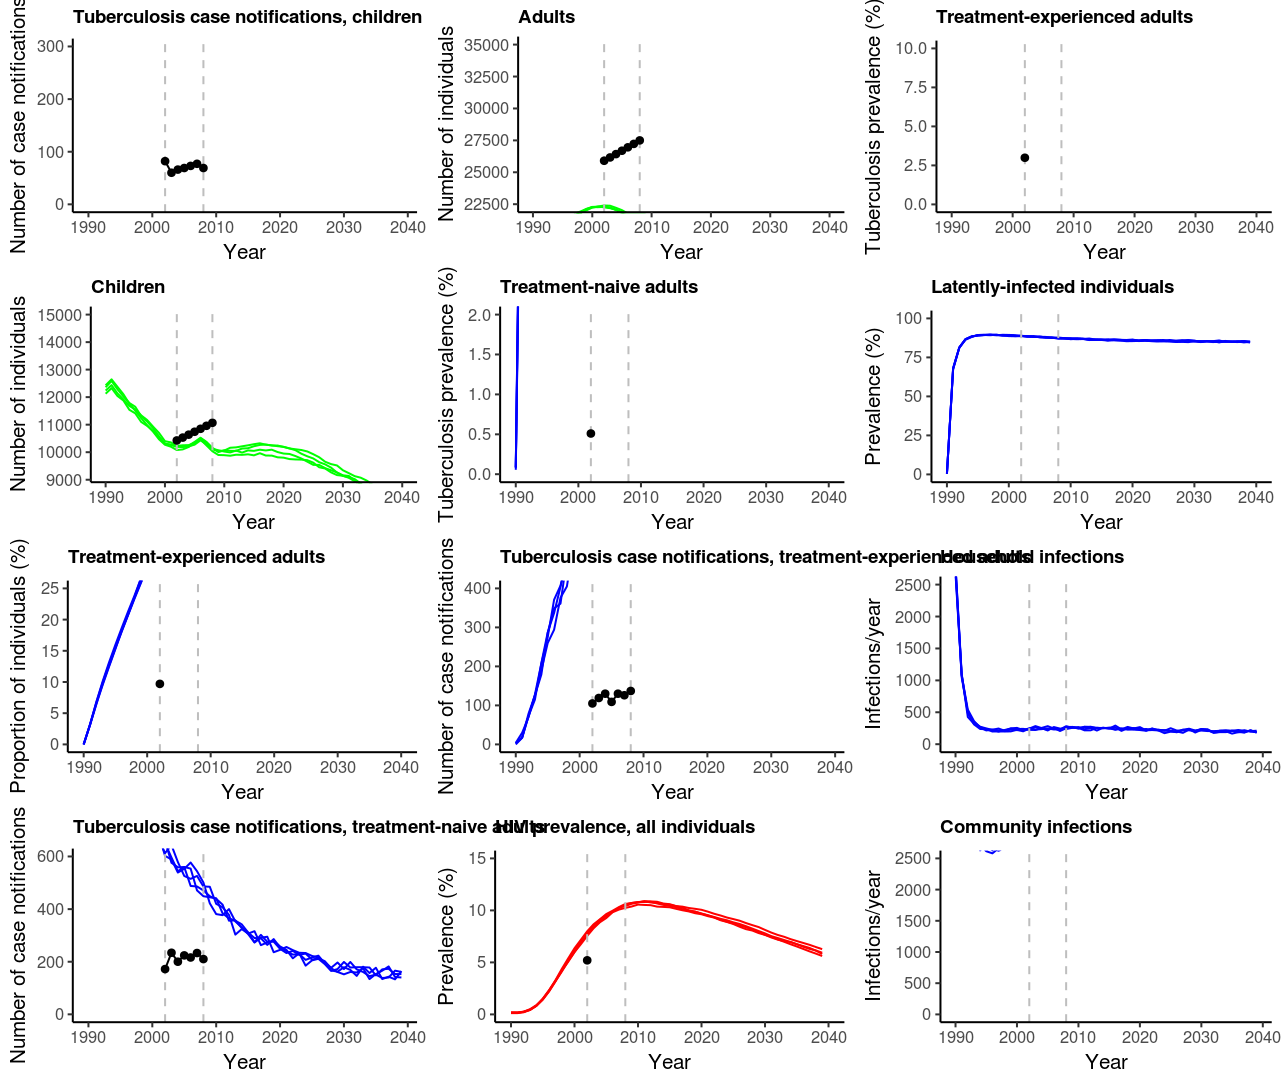 Tuberculosis case notifications, children
Number of case notifications
300
200
100
0
1990 2000 2010 2020 2030 2040
Year
Adults
Number of individuals
35000
32500
30000
27500
25000
22500
1990 2000 2010 2020 2030 2040
Year
Treatment-experienced adults
Tuberculosis prevalence (%)
10.0
7.5
5.0
2.5
0.0
1990 2000 2010 2020 2030 2040
Year
Children
Number of individuals
15000
14000
13000
12000
11000
10000
9000
1990 2000 2010 2020 2030 2040
Year
Treatment-naive adults
Tuberculosis prevalence (%)
2.0
1.5
1.0
0.5
0.0
1990 2000 2010 2020 2030 2040
Year
Latently-infected individuals
Prevalence (%)
100
75
50
25
0
1990 2000 2010 2020 2030 2040
Year
Treatment-experienced adults
Proportion of individuals (%)
25
20
15
10
5
0
1990 2000 2010 2020 2030 2040
Year
Tuberculosis case notifications, treatment-experienced adults
Number of case notifications
400
300
200
100
0
1990 2000 2010 2020 2030 2040
Year
Household infections
Infections/year
2500
2000
1500
1000
500
0
1990 2000 2010 2020 2030 2040
Year
Tuberculosis case notifications, treatment-naive adults
Number of case notifications
600
400
200
0
1990 2000 2010 2020 2030 2040
Year
HIV prevalence, all individuals
Prevalence (%)
15
10
5
0
1990 2000 2010 2020 2030 2040
Year
Community infections
Infections/year
2500
2000
1500
1000
500
0
1990 2000 2010 2020 2030 2040
Year